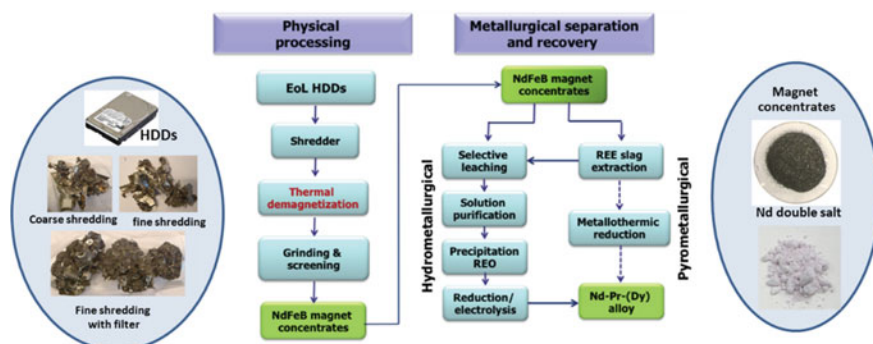 Physical
processing
Metallurgical separation
and recovery
HDDs
Coarse shredding
fine shredding
Fine shredding
with filter
EoL HDDs
Shredder
Thermal
demagnetization
Grinding &
screening
NdFeB magnet
concentrates
NdFeB magnet
concentrates
Hydrometallurgical
Selective
leaching
Solution
purification
Precipitation
REO
Reduction/
electrolysis
REE slag
extraction
Metallothermic
reduction
Nd-Pr-(Dy)
alloy
Pyrometallurgical
Magnet
concentrates
Nd double salt